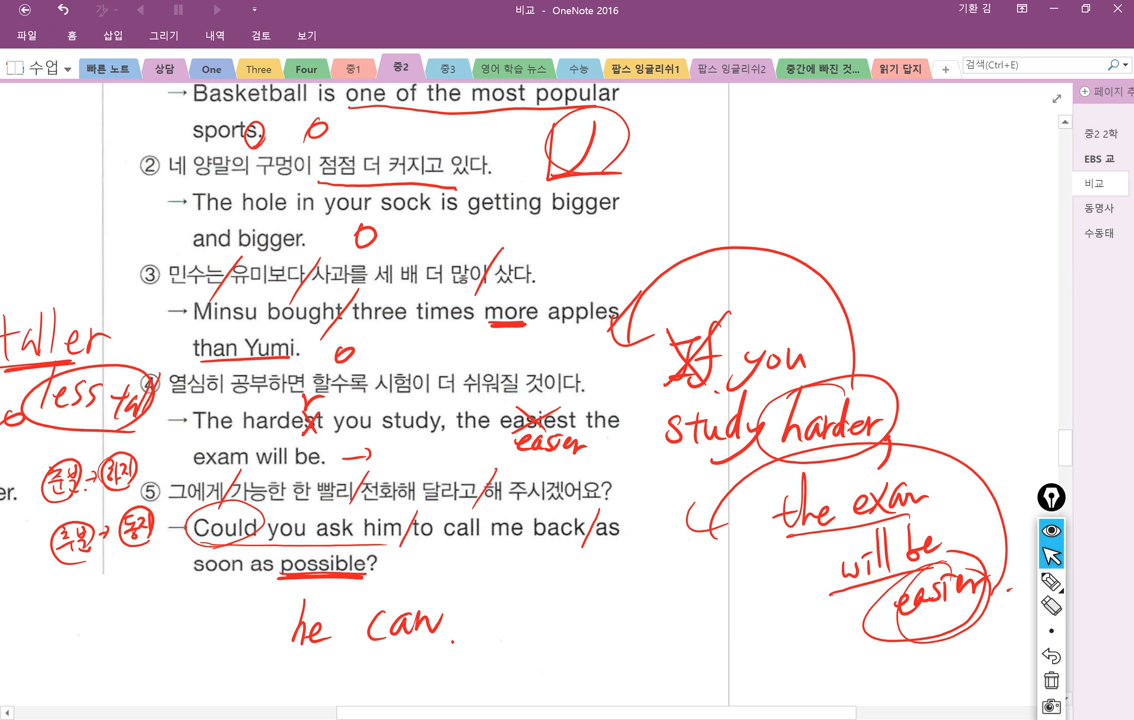 비교 - OneNote 2016
기환 김
파일 홈 삽입 그리기 내역 검토 보기
수업 빠른 노트 상담 One Three Four 중1 중2 중3 영어 학습 뉴스 수능 팝스 잉글리쉬1 팝스 잉글리쉬2 중간에 빠진 것... 읽기 답지 + 검색(Ctrl+E)
페이지 추
중2 2학
EBS 교
비교
동명사
수동태
→ Basketball is one of the most popular
sports.
② 네 양말의 구멍이 점점 더 커지고 있다.
→ The hole in your sock is getting bigger
and bigger.
③ 민수는 유미보다 사과를 세 배 더 많이 샀다.
→ Minsu bought three times more apples
than Yumi.
④ 열심히 공부하면 할수록 시험이 더 쉬워질 것이다.
→ The hardest you study, the easiest the
r
easier
exam will be.
⑤ 그에게 가능한 한 빨리 전화해 달라고 해 주시겠어요?
→ Could you ask him to call me back as
soon as possible?
he can.
taller
less tall
준분 → 하지
추분 → 동지
er.
If you
study harder,
the exam
will be
easier.